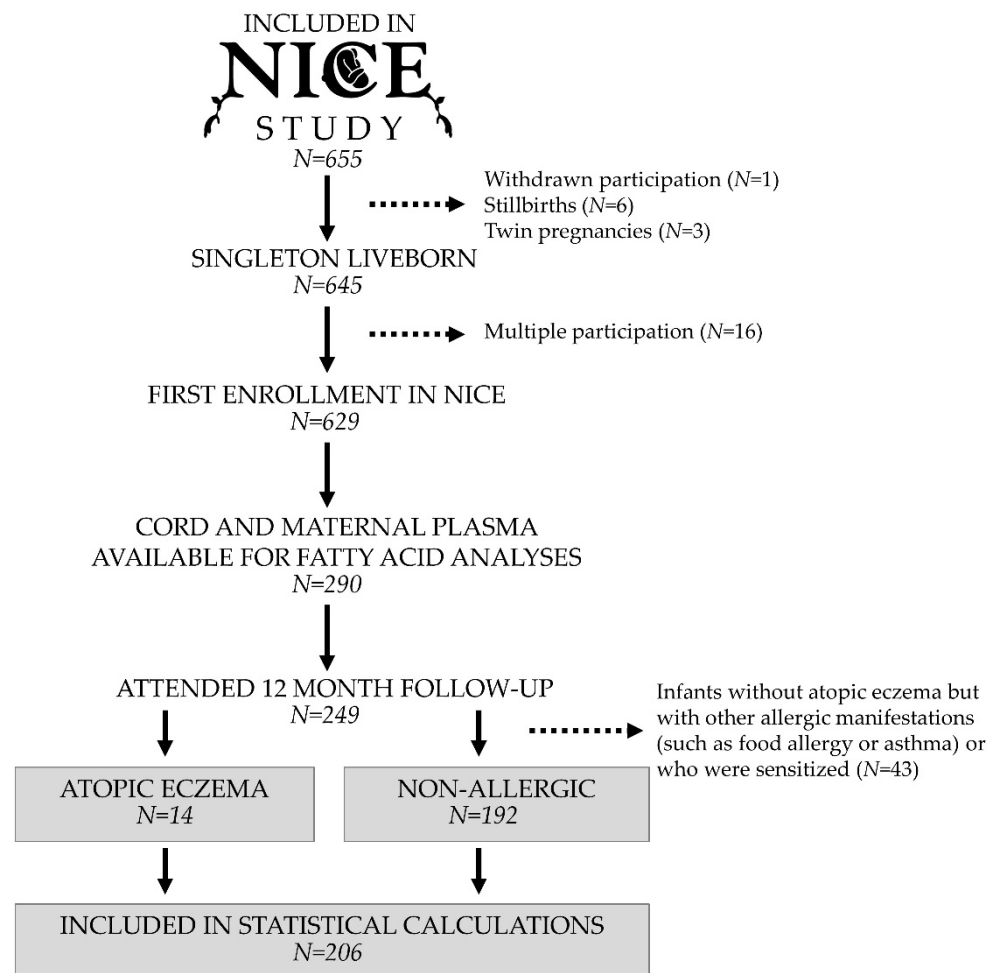 INCLUDED IN
NICE
STUDY
N=655
Withdrawn participation (N=1)
Stillbirths (N=6)
Twin pregnancies (N=3)
SINGLETON LIVEBORN
N=645
Multiple participation (N=16)
FIRST ENROLLMENT IN NICE
N=629
CORD AND MATERNAL PLASMA
AVAILABLE FOR FATTY ACID ANALYSES
N=290
ATTENDED 12 MONTH FOLLOW-UP
N=249
Infants without atopic eczema but
with other allergic manifestations
(such as food allergy or asthma) or
who were sensitized (N=43)
ATOPIC ECZEMA
N=14
NON-ALLERGIC
N=192
INCLUDED IN STATISTICAL CALCULATIONS
N=206